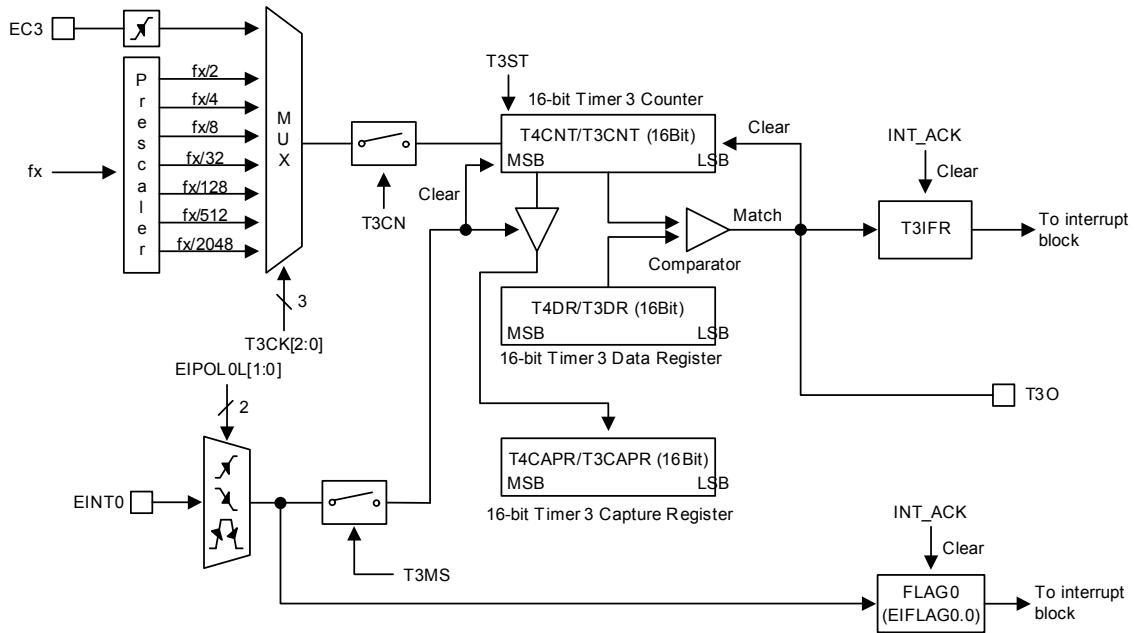 EC3
Prescaler
fx/2
fx/4
fx/8
fx/32
fx/128
fx/512
fx/2048
fx
MUX
3
T3CK[2:0]
T3CN
T3ST
16-bit Timer 3 Counter
T4CNT/T3CNT (16Bit)
MSB LSB
Clear
Clear
Match
Comparator
T4DR/T3DR (16Bit)
MSB LSB
16-bit Timer 3 Data Register
INT_ACK
Clear
T3IFR
To interrupt
block
T3O
EIPOL0L[1:0]
2
EINT0
T3MS
T4CAPR/T3CAPR (16Bit)
MSB LSB
16-bit Timer 3 Capture Register
INT_ACK
Clear
FLAG0
(EIFLAG0.0)
To interrupt
block